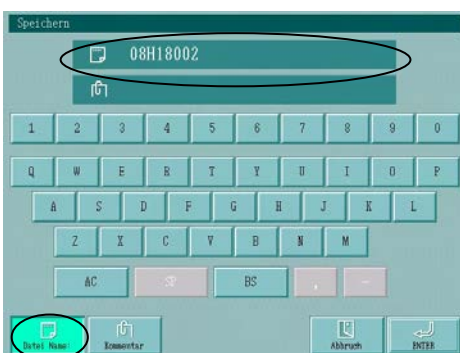 Speichern
08H18002
1 2 3 4 5 6 7 8 9 0
Q W E R T Y U I O P
A S D F G H J K L
Z X C V B N M
AC SP BS , -
Datei Name: Kommentar Abbruch ENTER